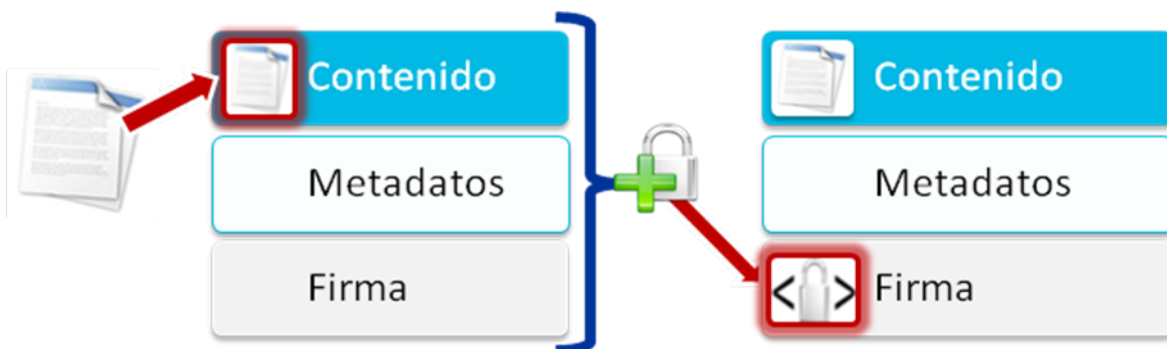 Contenido
Metadatos
Firma
Contenido
Metadatos
< > Firma